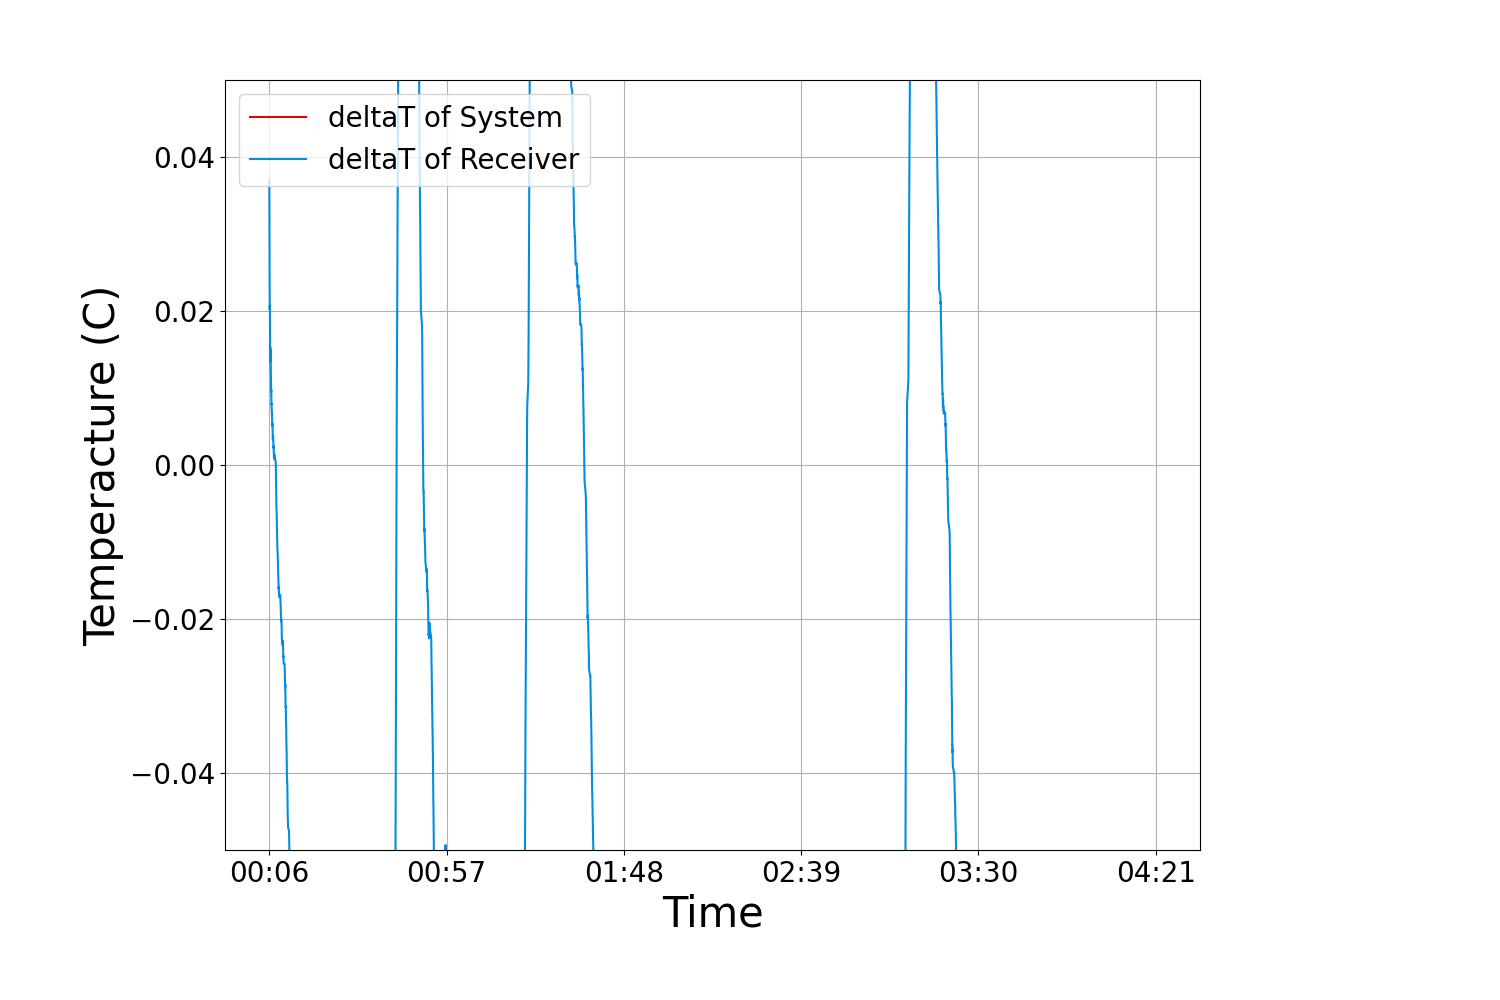 deltaT of System
deltaT of Receiver
0.04
0.02
0.00
−0.02
−0.04
Temperacture (C)
00:06 00:57 01:48 02:39 03:30 04:21
Time